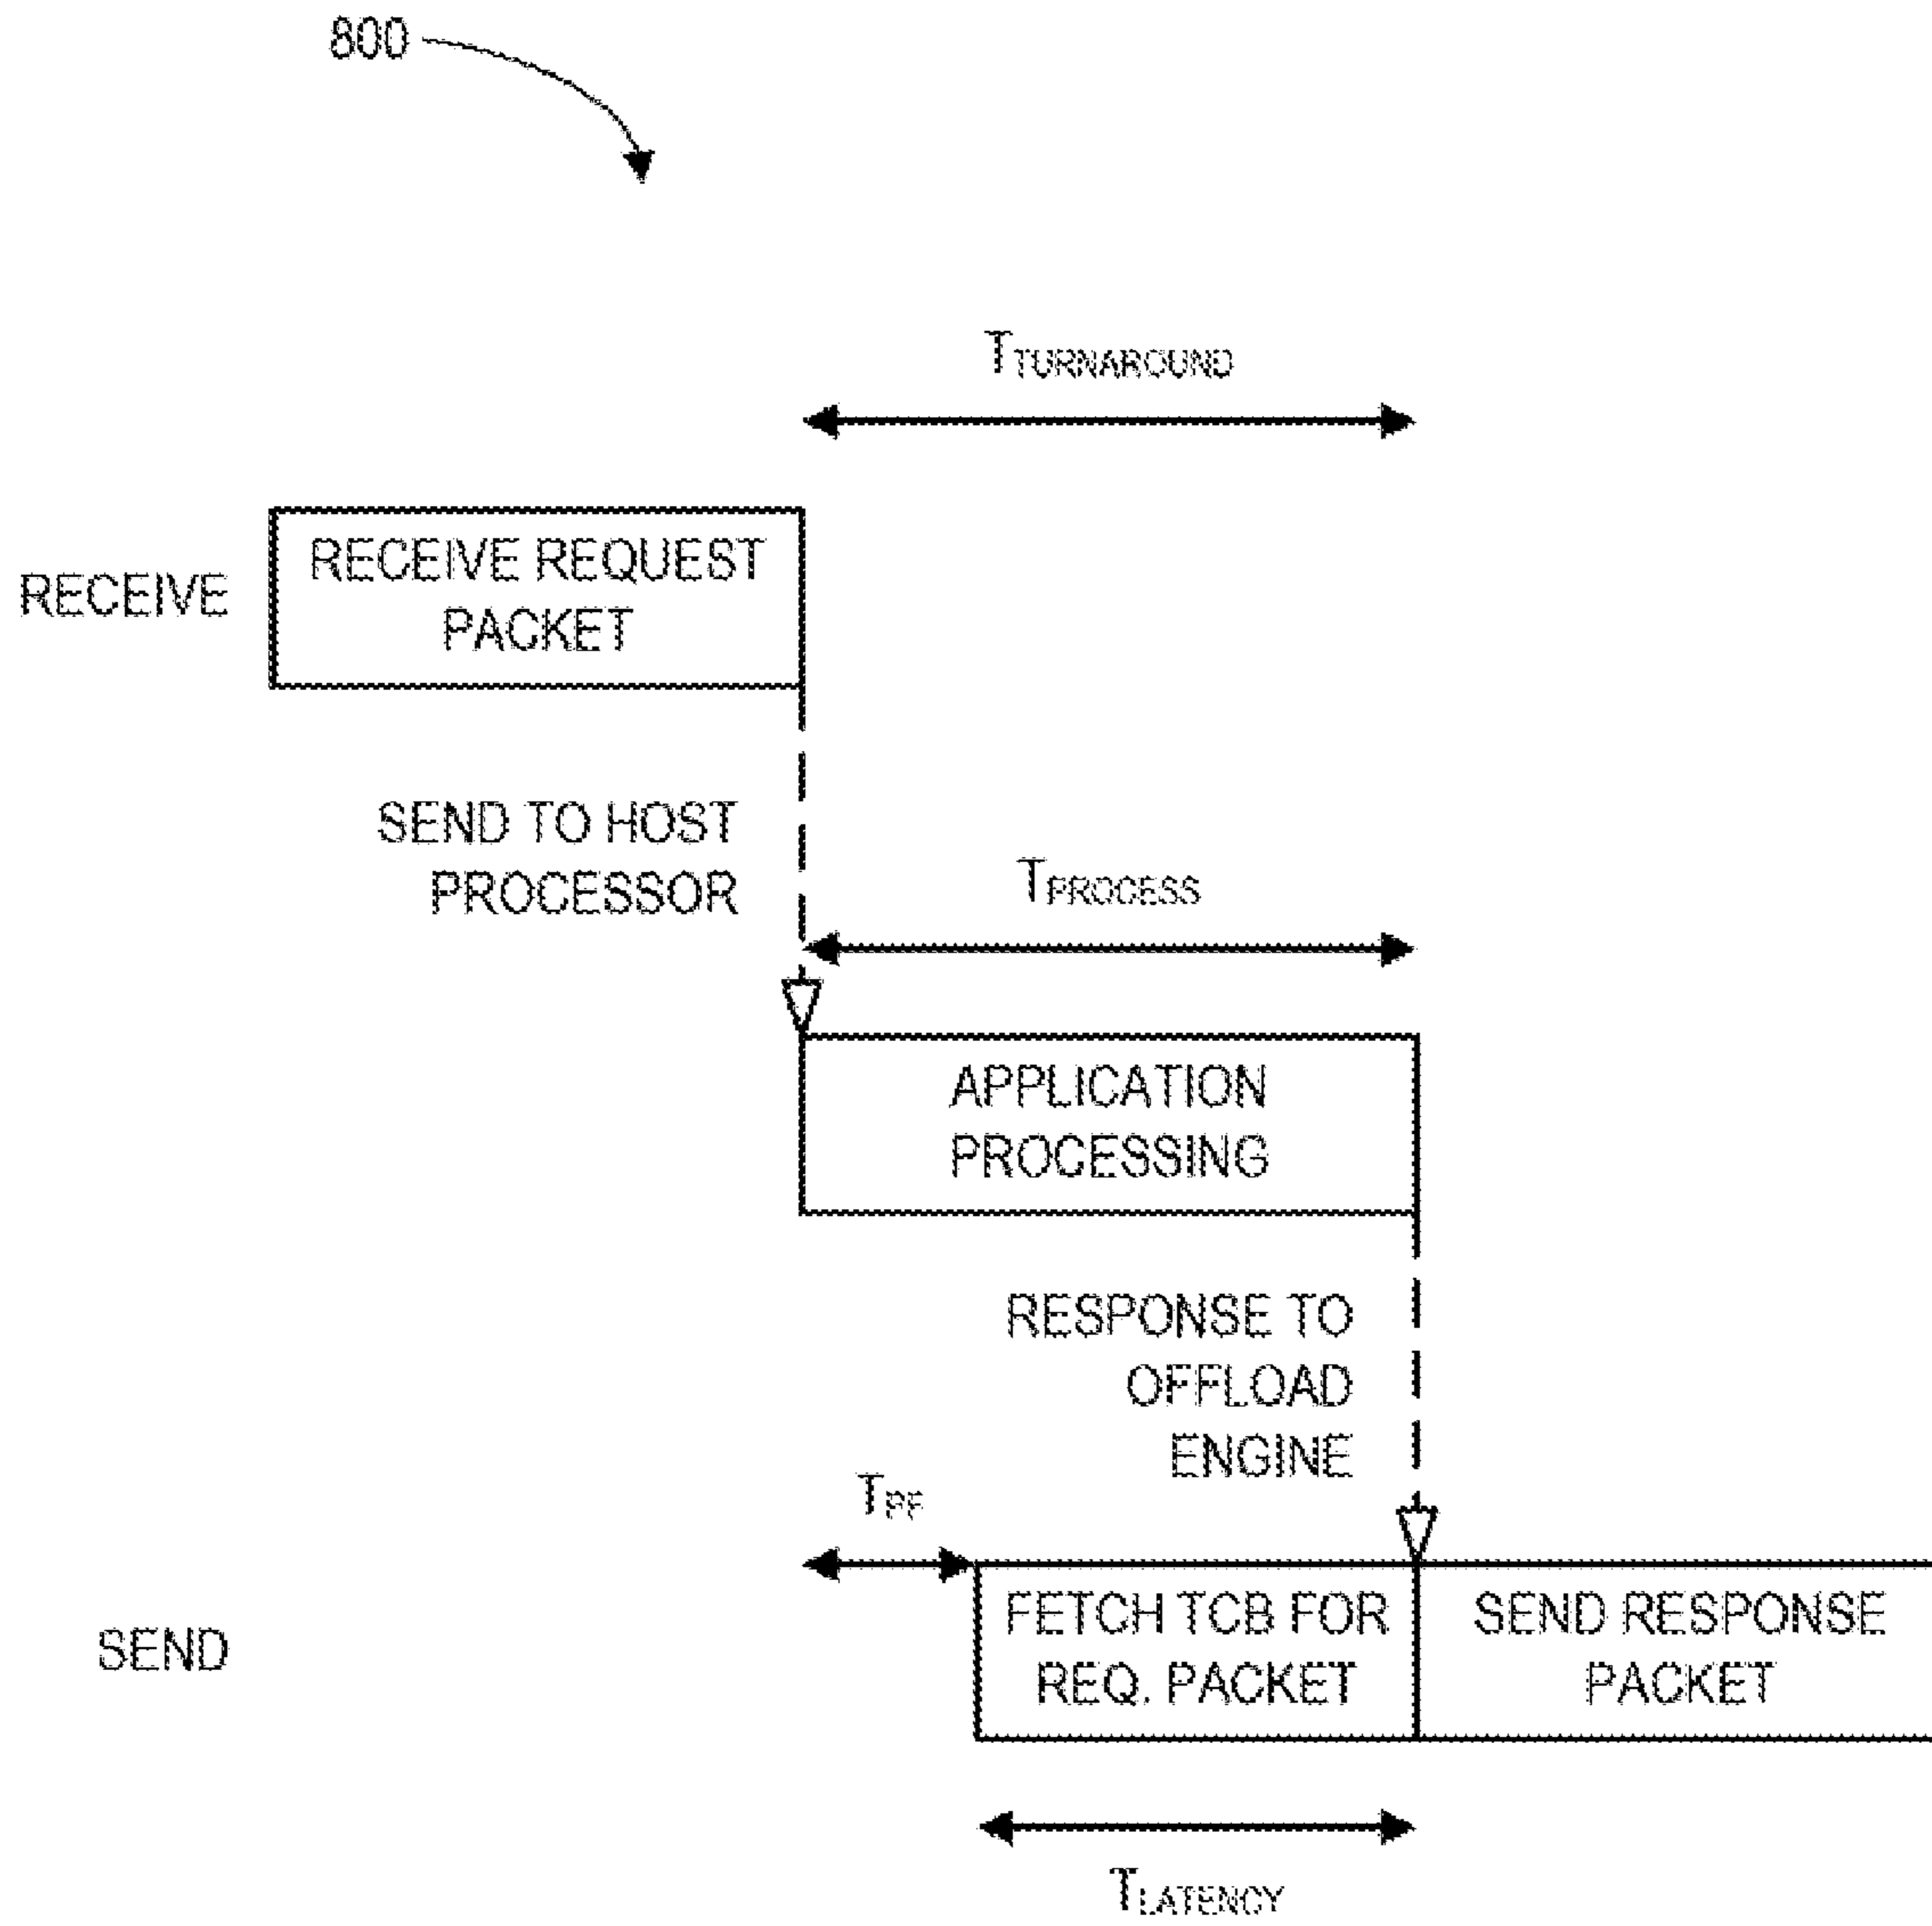 800
TTURNAROUND
RECEIVE
RECEIVE REQUEST
PACKET
SEND TO HOST
PROCESSOR
TPROCESS
APPLICATION
PROCESSING
RESPONSE TO
OFFLOAD
ENGINE
TPF
SEND
FETCH TCB FOR
REQ. PACKET
SEND RESPONSE
PACKET
TLATENCY